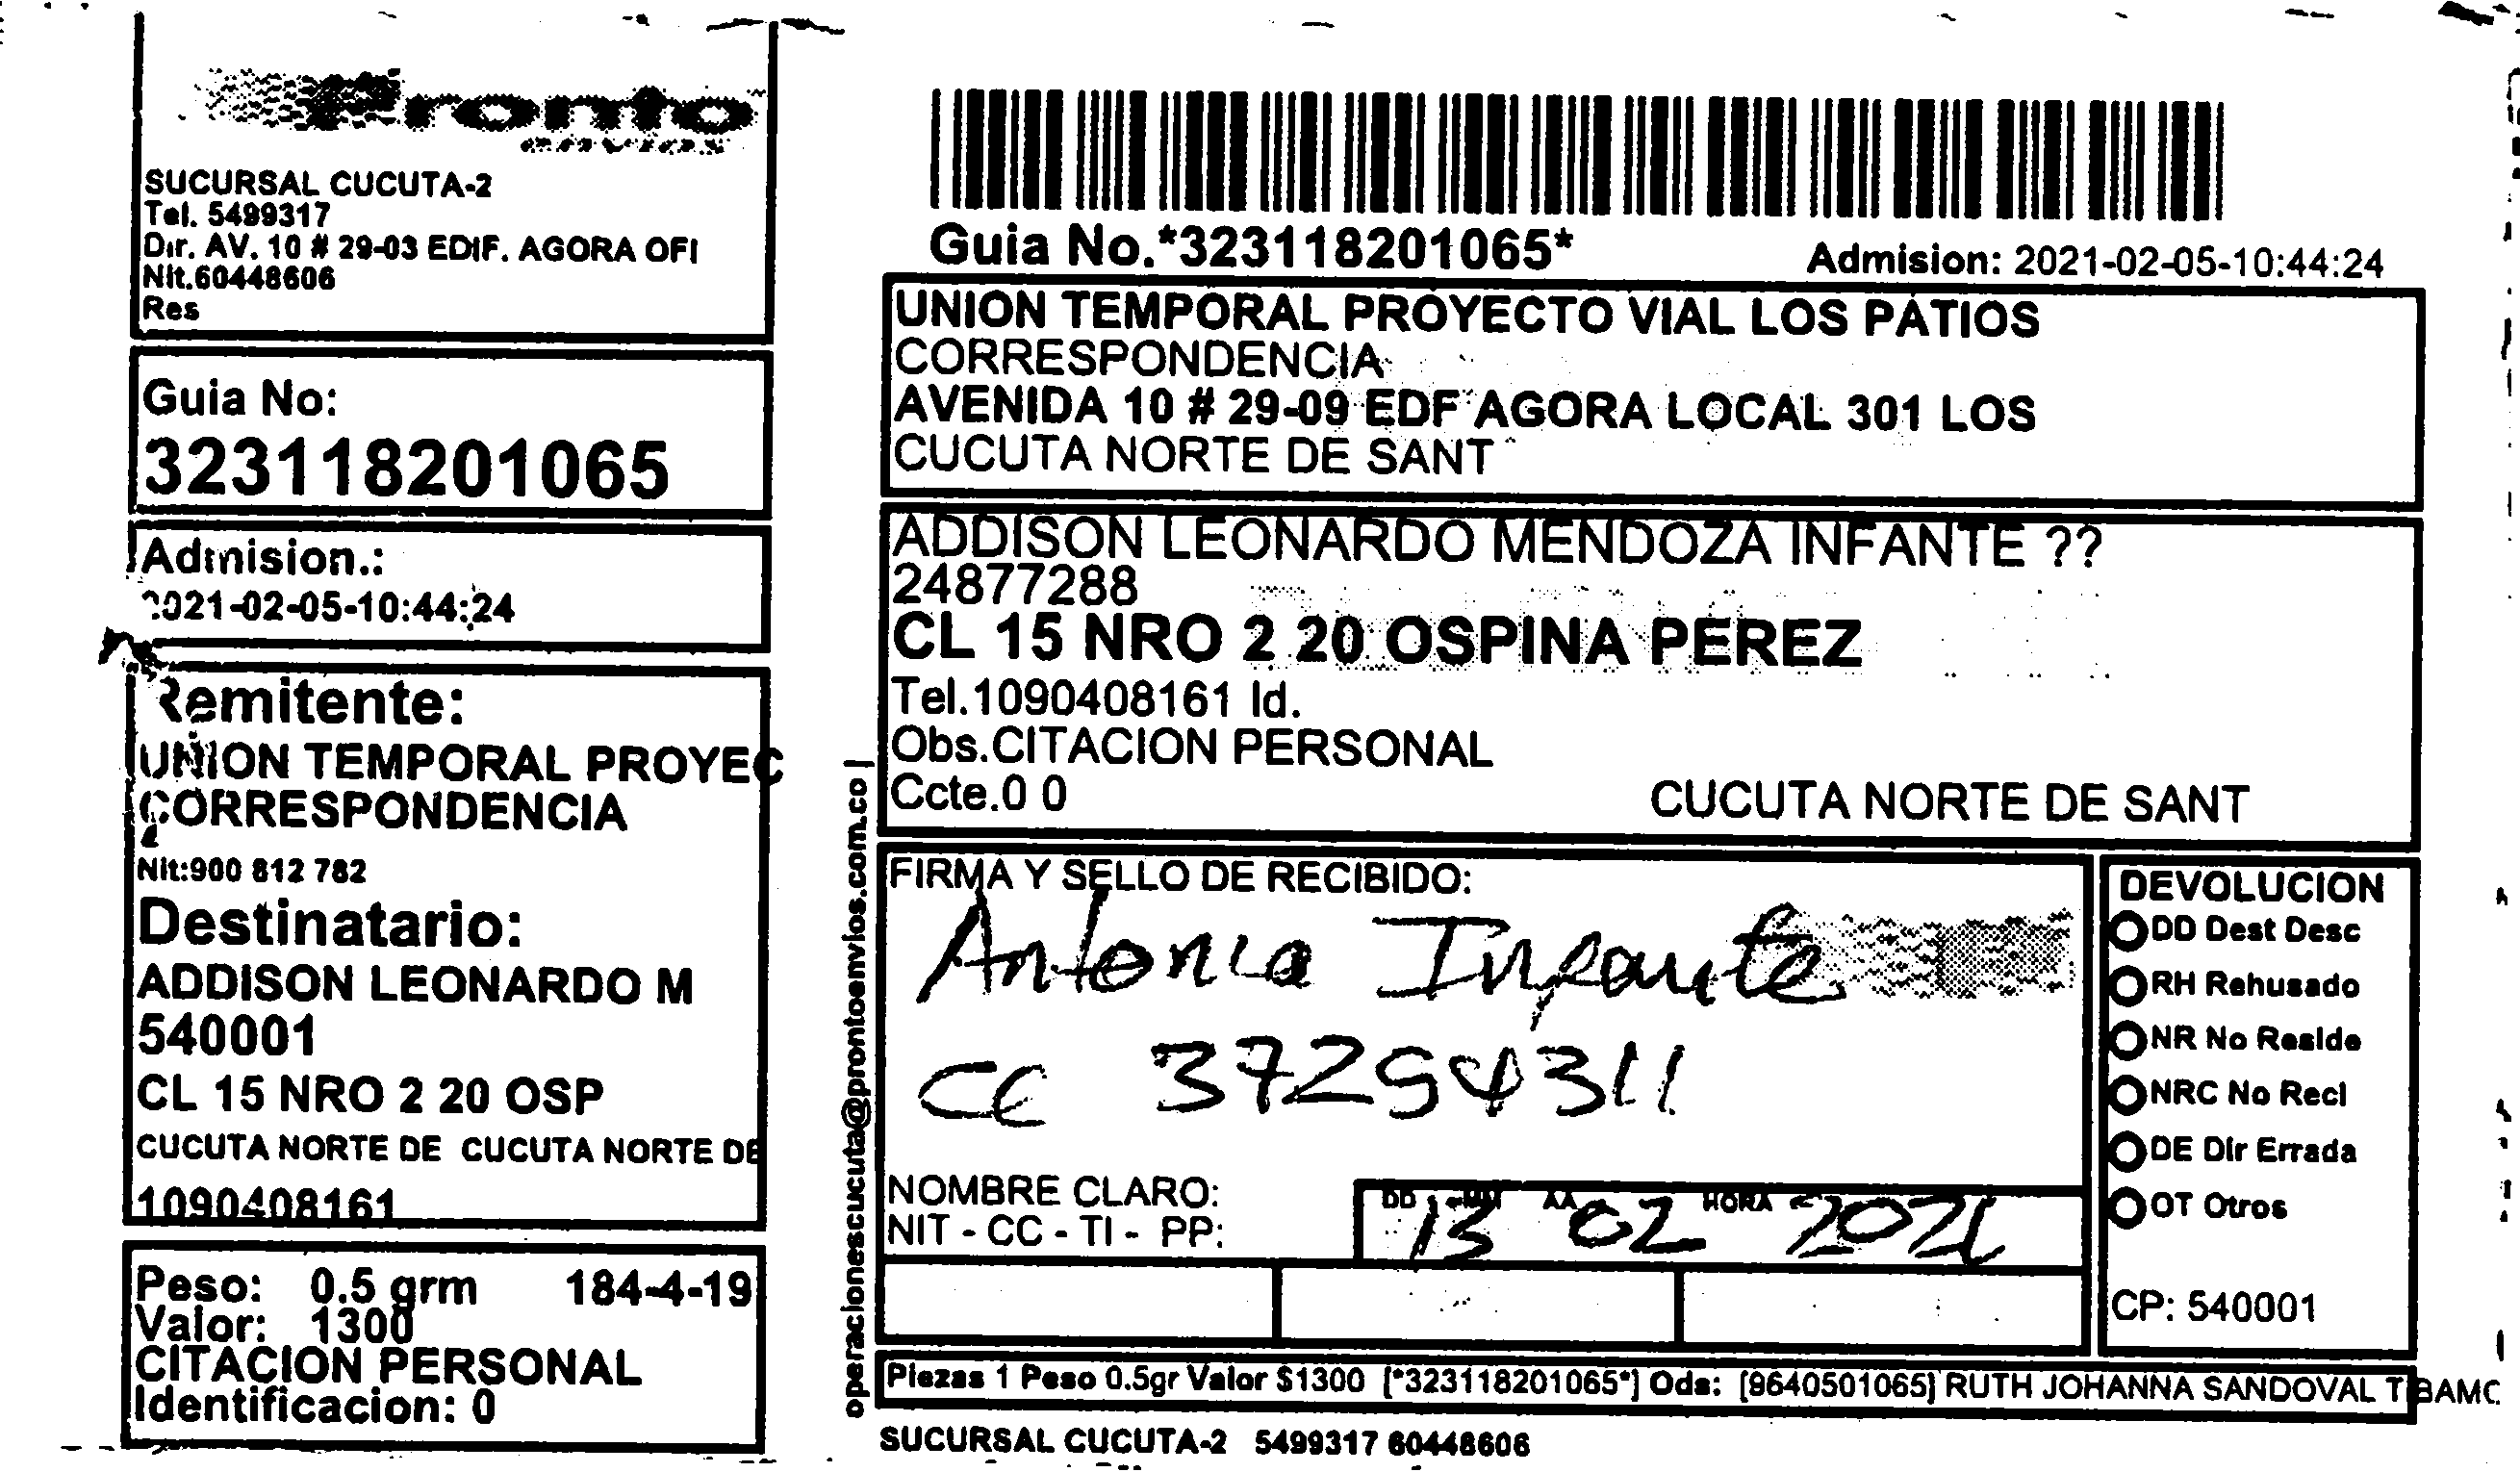 Pronto
envios
SUCURSAL CUCUTA-2
Tel. 5499317
Dir. AV. 10 # 29-03 EDIF. AGORA OFI
Nit.60448606
Res
Guia No:
323118201065
Admision.:
2021-02-05-10:44:24
Remitente:
UNION TEMPORAL PROYEC
CORRESPONDENCIA
Nit:900 812 782
Destinatario:
ADDISON LEONARDO M
540001
CL 15 NRO 2 20 OSP
CUCUTA NORTE DE CUCUTA NORTE DE
1090408161
Peso: 0.5 grm 184-4-19
Valor: 1300
CITACION PERSONAL
Identificacion: 0
operacionescucuta@prontoenvios.com.co |
Guia No.*323118201065*
Admision: 2021-02-05-10:44:24
UNION TEMPORAL PROYECTO VIAL LOS PATIOS
CORRESPONDENCIA
AVENIDA 10 # 29-09 EDF AGORA LOCAL 301 LOS
CUCUTA NORTE DE SANT
ADDISON LEONARDO MENDOZA INFANTE ??
24877288
CL 15 NRO 2 20 OSPINA PEREZ
Tel.1090408161 Id.
Obs.CITACION PERSONAL
Ccte.0 0 CUCUTA NORTE DE SANT
FIRMA Y SELLO DE RECIBIDO:
Antonia Infante
CC 37294311
NOMBRE CLARO:
NIT - CC - TI - PP:
DD MM AA HORA
13 02 2021
DEVOLUCION
DD Dest Desc
RH Rehusado
NR No Reside
NRC No Recl
DE Dir Errada
OT Otros
CP: 540001
Piezas 1 Peso 0.5gr Valor $1300 [*323118201065*] Ods: [9640501065] RUTH JOHANNA SANDOVAL TIBAMO
SUCURSAL CUCUTA-2 5499317 60448606